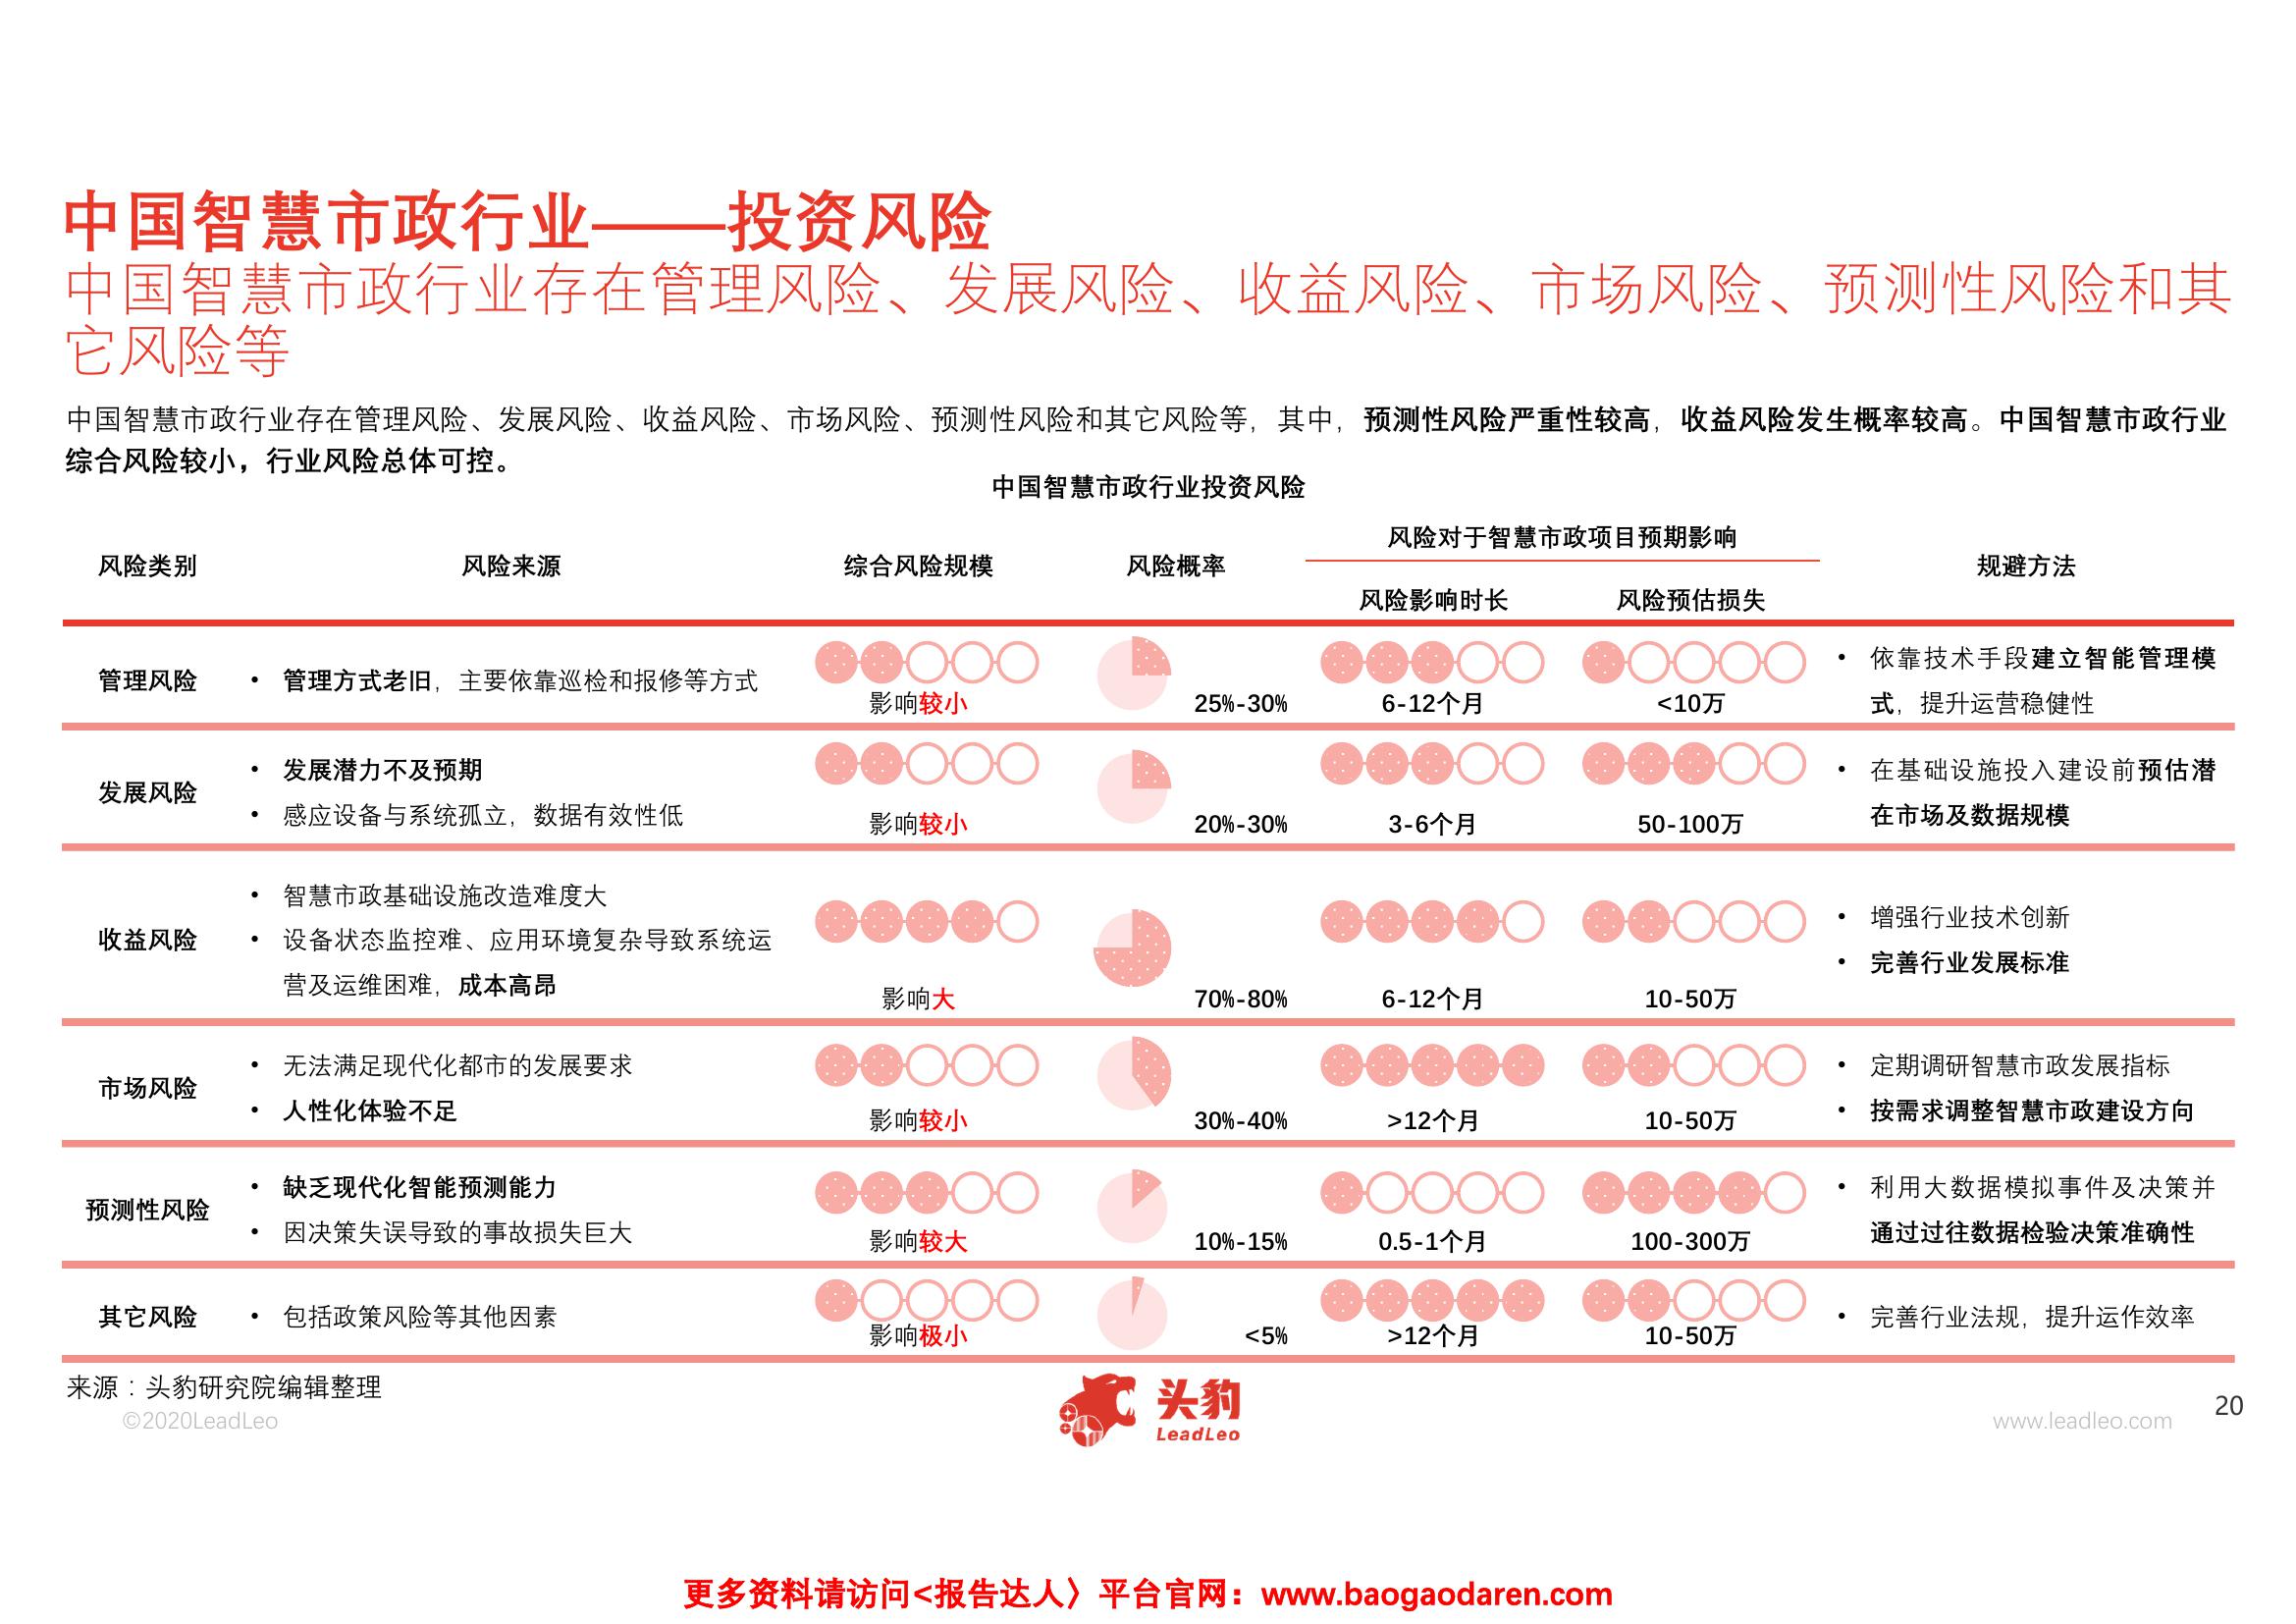 中国智慧市政行业——投资风险
中国智慧市政行业存在管理风险、发展风险、收益风险、市场风险、预测性风险和其
它风险等
中国智慧市政行业存在管理风险、发展风险、收益风险、市场风险、预测性风险和其它风险等，其中，预测性风险严重性较高，收益风险发生概率较高。中国智慧市政行业
综合风险较小，行业风险总体可控。
中国智慧市政行业投资风险
风险类别 风险来源 综合风险规模 风险概率 风险对于智慧市政项目预期影响 规避方法
风险影响时长 风险预估损失
管理风险
• 管理方式老旧，主要依靠巡检和报修等方式
影响较小
25%-30%
6-12个月
<10万
• 依靠技术手段建立智能管理模
式，提升运营稳健性
发展风险
• 发展潜力不及预期
• 感应设备与系统孤立，数据有效性低
影响较小
20%-30%
3-6个月
50-100万
• 在基础设施投入建设前预估潜
在市场及数据规模
收益风险
• 智慧市政基础设施改造难度大
• 设备状态监控难、应用环境复杂导致系统运
营及运维困难，成本高昂
影响大
70%-80%
6-12个月
10-50万
• 增强行业技术创新
• 完善行业发展标准
市场风险
• 无法满足现代化都市的发展要求
• 人性化体验不足
影响较小
30%-40%
>12个月
10-50万
• 定期调研智慧市政发展指标
• 按需求调整智慧市政建设方向
预测性风险
• 缺乏现代化智能预测能力
• 因决策失误导致的事故损失巨大
影响较大
10%-15%
0.5-1个月
100-300万
• 利用大数据模拟事件及决策并
通过过往数据检验决策准确性
其它风险
• 包括政策风险等其他因素
影响极小
<5%
>12个月
10-50万
• 完善行业法规，提升运作效率
来源：头豹研究院编辑整理
©2020LeadLeo
头豹
LeadLeo
www.leadleo.com
20
更多资料请访问<报告达人〉平台官网：www.baogaodaren.com